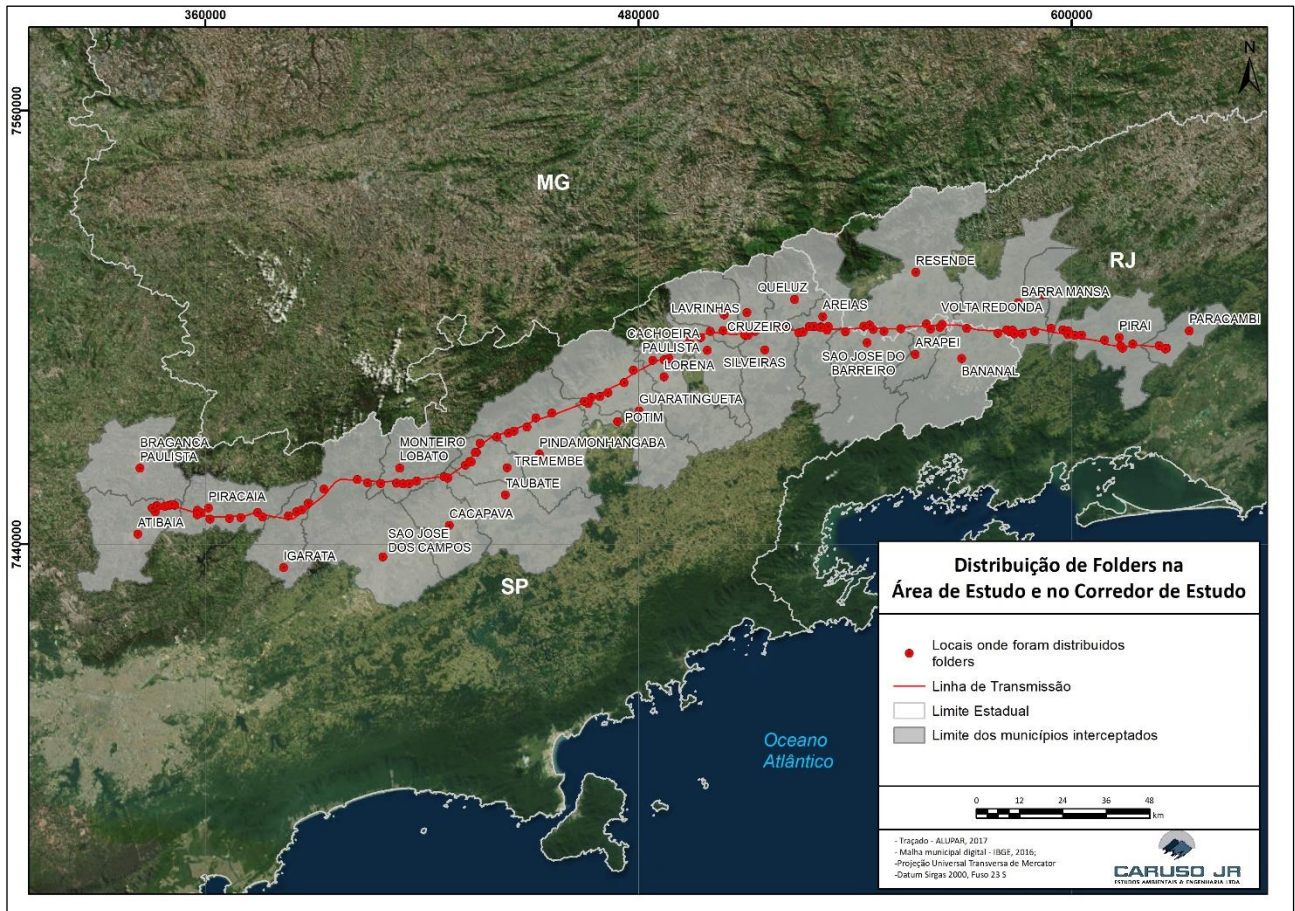 360000
480000
600000
N
7560000
MG
RJ
RESENDE
QUELUZ
BARRA MANSA
LAVRINHAS
AREIAS
VOLTA REDONDA
CACHOEIRA
PAULISTA
CRUZEIRO
PIRAI
PARACAMBI
SILVEIRAS
SAO JOSE DO
BARREIRO
ARAPEI
LORENA
BANANAL
GUARATINGUETA
POTIM
BRAGANCA
PAULISTA
MONTEIRO
LOBATO
PINDAMONHANGABA
TREMEMBE
TAUBATE
PIRACAIA
ATIBAIA
CACAPAVA
SAO JOSE
DOS CAMPOS
IGARATA
7440000
SP
Oceano
Atlântico
Distribuição de Folders na
Área de Estudo e no Corredor de Estudo
Locais onde foram distribuidos
folders
Linha de Transmissão
Limite Estadual
Limite dos municípios interceptados
0 12 24 36 48
km
- Traçado - ALUPAR, 2017
- Malha municipal digital - IBGE, 2016;
-Projeção Universal Transversa de Mercator
-Datum Sirgas 2000, Fuso 23 S
CARUSO JR
ESTUDOS AMBIENTAIS & ENGENHARIA LTDA